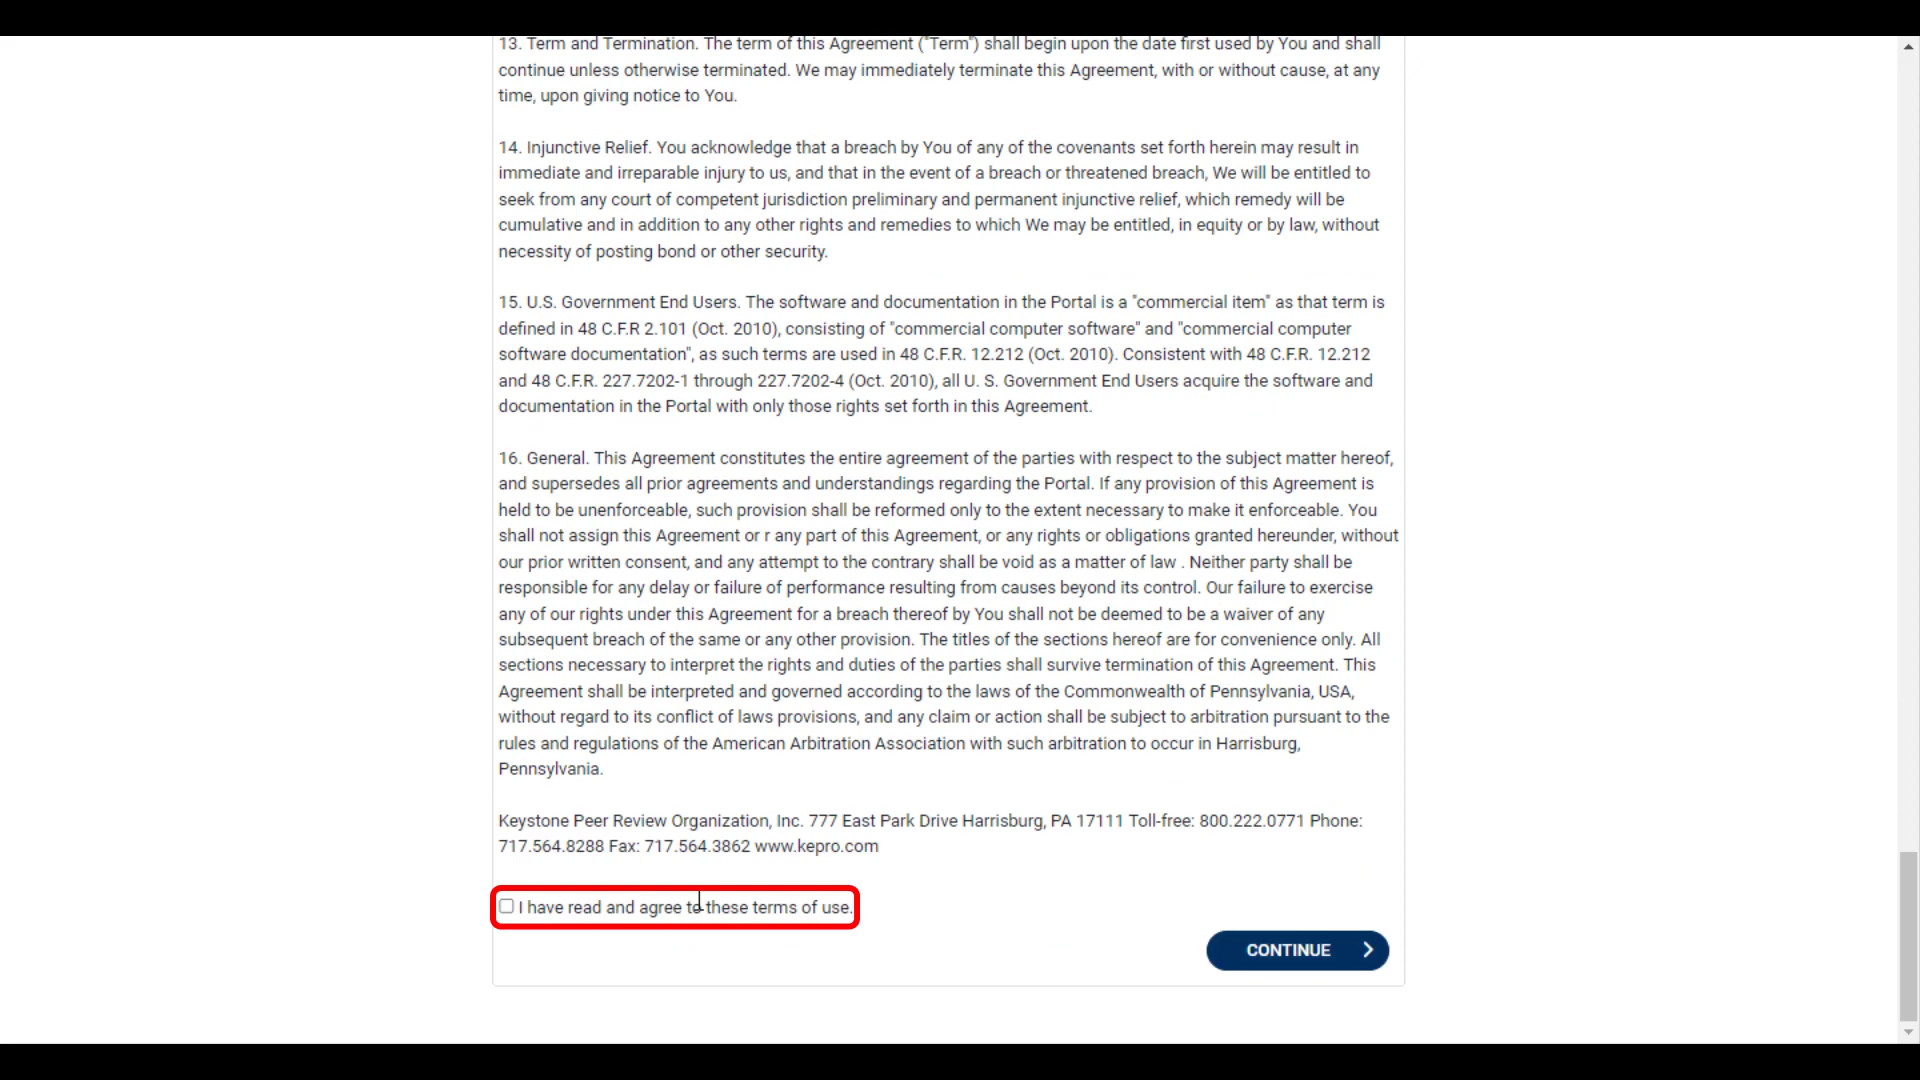 13. Term and Termination. The term of this Agreement ("Term") shall begin upon the date first used by You and shall
continue unless otherwise terminated. We may immediately terminate this Agreement, with or without cause, at any
time, upon giving notice to You.
14. Injunctive Relief. You acknowledge that a breach by You of any of the covenants set forth herein may result in
immediate and irreparable injury to us, and that in the event of a breach or threatened breach, We will be entitled to
seek from any court of competent jurisdiction preliminary and permanent injunctive relief, which remedy will be
cumulative and in addition to any other rights and remedies to which We may be entitled, in equity or by law, without
necessity of posting bond or other security.
15. U.S. Government End Users. The software and documentation in the Portal is a "commercial item" as that term is
defined in 48 C.F.R 2.101 (Oct. 2010), consisting of "commercial computer software" and "commercial computer
software documentation", as such terms are used in 48 C.F.R. 12.212 (Oct. 2010). Consistent with 48 C.F.R. 12.212
and 48 C.F.R. 227.7202-1 through 227.7202-4 (Oct. 2010), all U. S. Government End Users acquire the software and
documentation in the Portal with only those rights set forth in this Agreement.
16. General. This Agreement constitutes the entire agreement of the parties with respect to the subject matter hereof,
and supersedes all prior agreements and understandings regarding the Portal. If any provision of this Agreement is
held to be unenforceable, such provision shall be reformed only to the extent necessary to make it enforceable. You
shall not assign this Agreement or r any part of this Agreement, or any rights or obligations granted hereunder, without
our prior written consent, and any attempt to the contrary shall be void as a matter of law . Neither party shall be
responsible for any delay or failure of performance resulting from causes beyond its control. Our failure to exercise
any of our rights under this Agreement for a breach thereof by You shall not be deemed to be a waiver of any
subsequent breach of the same or any other provision. The titles of the sections hereof are for convenience only. All
sections necessary to interpret the rights and duties of the parties shall survive termination of this Agreement. This
Agreement shall be interpreted and governed according to the laws of the Commonwealth of Pennsylvania, USA,
without regard to its conflict of laws provisions, and any claim or action shall be subject to arbitration pursuant to the
rules and regulations of the American Arbitration Association with such arbitration to occur in Harrisburg,
Pennsylvania.
Keystone Peer Review Organization, Inc. 777 East Park Drive Harrisburg, PA 17111 Toll-free: 800.222.0771 Phone:
717.564.8288 Fax: 717.564.3862 www.kepro.com
I have read and agree to these terms of use.
CONTINUE